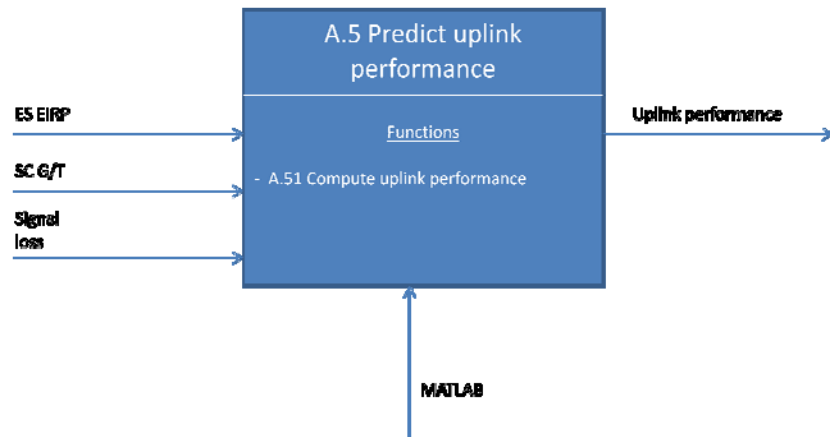 A.5 Predict uplink
performance
ES EIRP
Functions
Uplink performance
SC G/T
- A.51 Compute uplink performance
Signal
loss
MATLAB